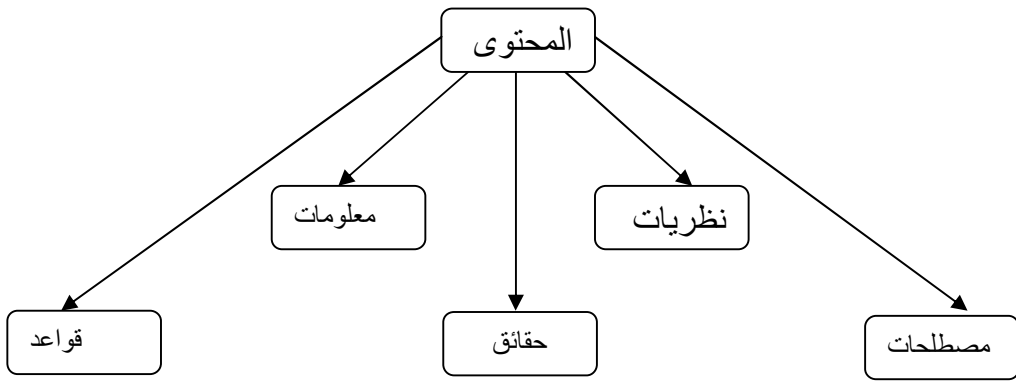 المحتوى
نظريات
معلومات
مصطلحات
حقائق
قواعد